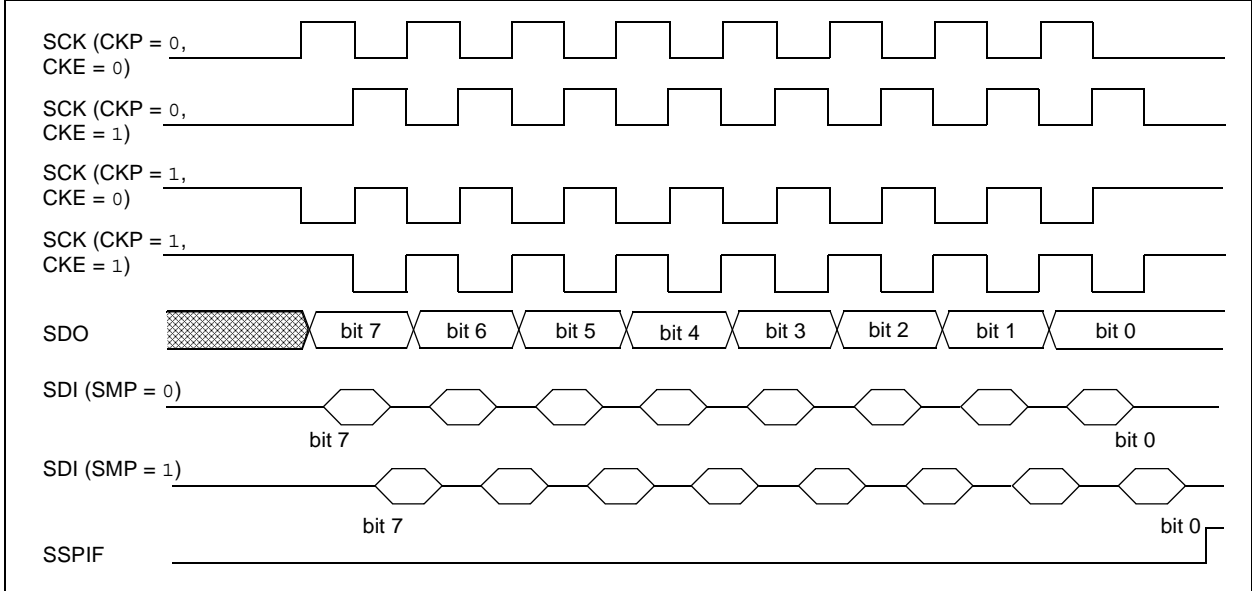 SCK (CKP = 0,
CKE = 0)
SCK (CKP = 0,
CKE = 1)
SCK (CKP = 1,
CKE = 0)
SCK (CKP = 1,
CKE = 1)
SDO bit 7 bit 6 bit 5 bit 4 bit 3 bit 2 bit 1 bit 0
SDI (SMP = 0)
bit 7 bit 0
SDI (SMP = 1)
bit 7 bit 0
SSPIF